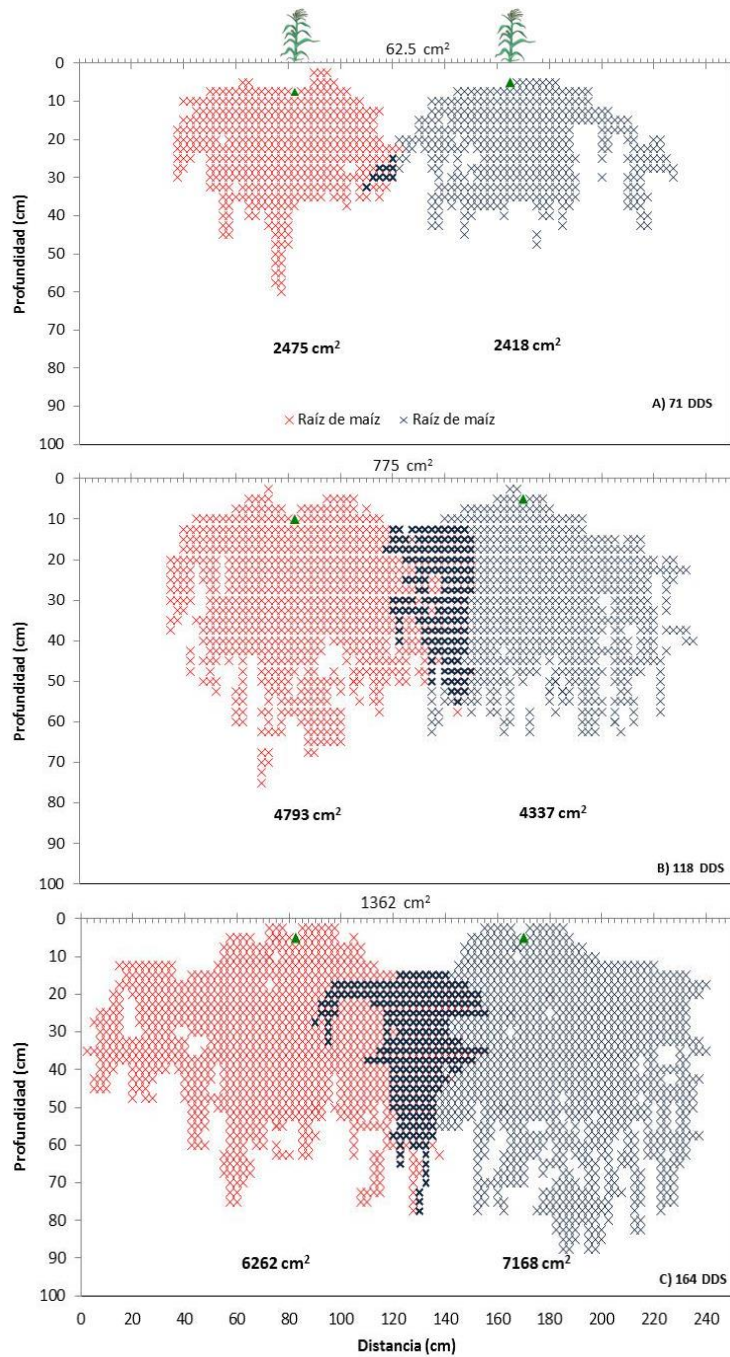 62.5 cm²
0
10
20
30
40
50
60
70
80
90
100
Profundidad (cm)
2475 cm²
2418 cm²
A) 71 DDS
Raíz de maíz
Raíz de maíz
775 cm²
0
10
20
30
40
50
60
70
80
90
100
Profundidad (cm)
4793 cm²
4337 cm²
B) 118 DDS
1362 cm²
0
10
20
30
40
50
60
70
80
90
100
Profundidad (cm)
6262 cm²
7168 cm²
C) 164 DDS
0 20 40 60 80 100 120 140 160 180 200 220 240
Distancia (cm)